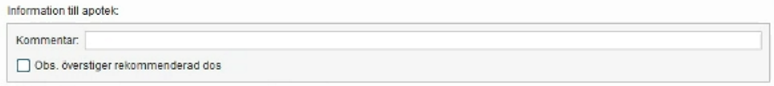 Information till apotek:
Kommentar:
Obs. överstiger rekommenderad dos